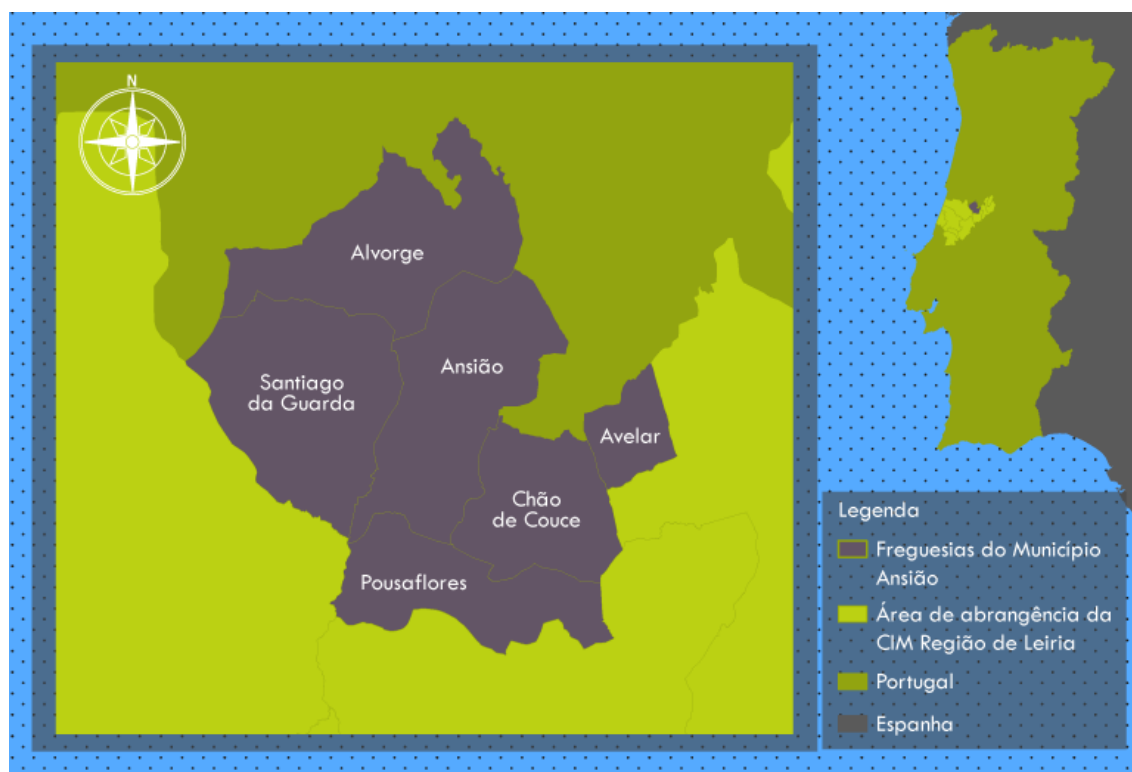 N
Alvorge
Ansião
Santiago
da Guarda
Avelar
Chão
de Couce
Pousaflores
Legenda
Freguesias do Município
Ansião
Área de abrangência da
CIM Região de Leiria
Portugal
Espanha